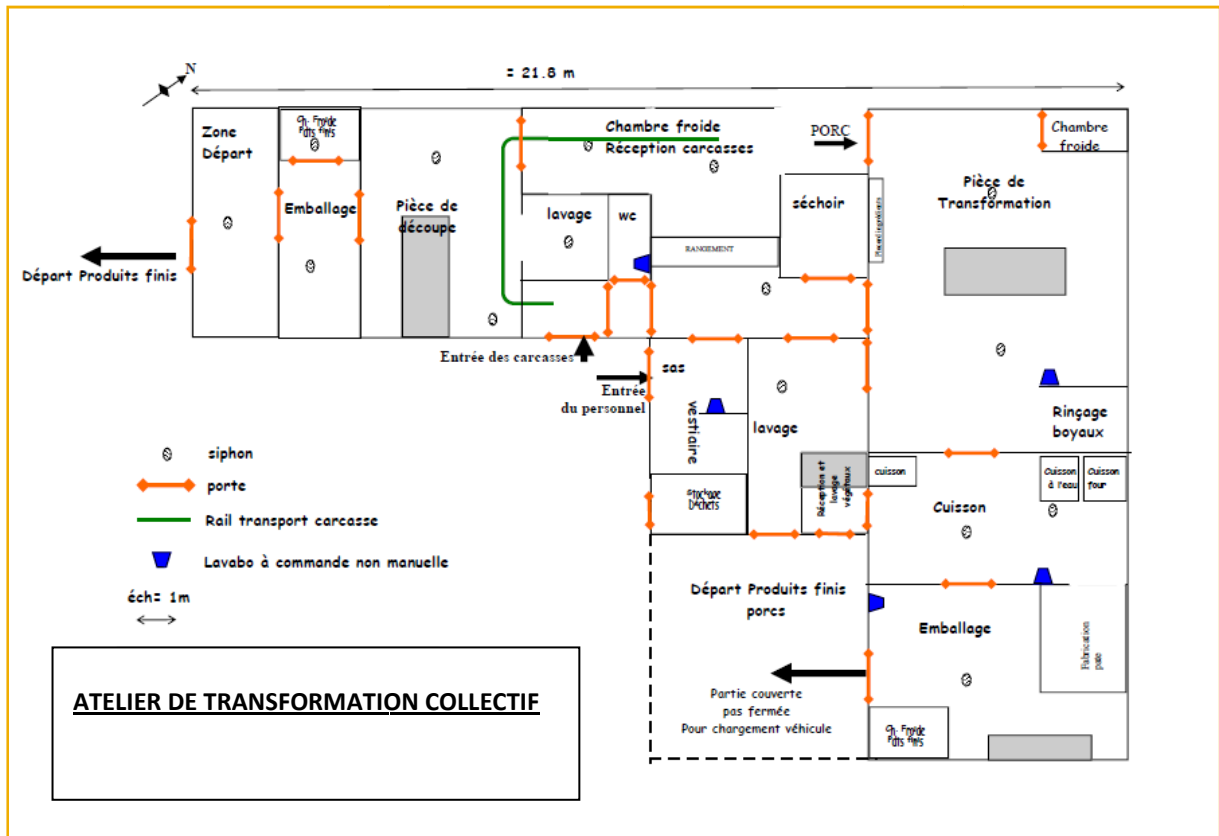 N
= 21.8 m
Zone
Départ
Ch. Froide
Pdts finis
Emballage
Pièce de
découpe
Chambre froide
Réception carcasses
lavage
wc
RANGEMENT
séchoir
PORC
Placard ingrédients
Pièce de
Transformation
Chambre
froide
Départ Produits finis
Entrée des carcasses
Entrée
du personnel
sas
vestiaire
lavage
Stockage
Déchets
Réception et
lavage
végétaux
Rinçage
boyaux
cuisson
Cuisson
à l'eau
Cuisson
four
Cuisson
siphon
porte
Rail transport carcasse
Lavabo à commande non manuelle
éch= 1m
Départ Produits finis
porcs
Emballage
Fabrication
pate
Partie couverte
pas fermée
Pour chargement véhicule
Ch. Froide
Pdts finis
ATELIER DE TRANSFORMATION COLLECTIF